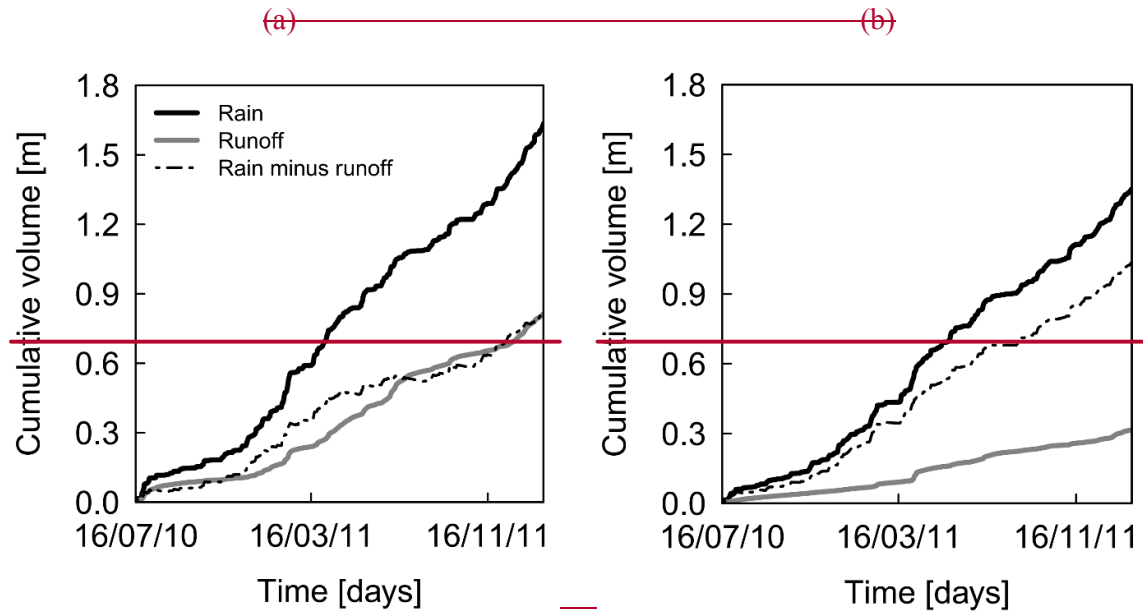 (a) (b)
Cumulative volume [m]
1.8
1.5
1.2
0.9
0.6
0.3
0.0
Rain
Runoff
Rain minus runoff
16/07/10 16/03/11 16/11/11
Time [days]
Cumulative volume [m]
1.8
1.5
1.2
0.9
0.6
0.3
0.0
16/07/10 16/03/11 16/11/11
Time [days]